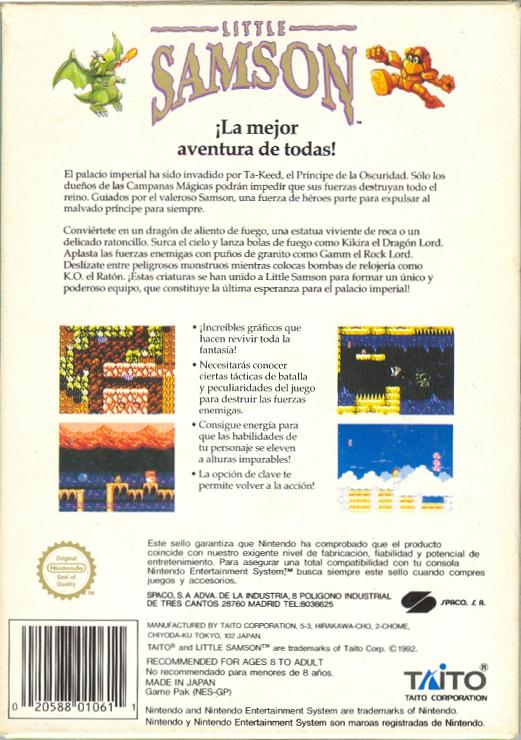 LITTLE
SAMSON™
¡La mejor
aventura de todas!
El palacio imperial ha sido invadido por Ta-Keed, el Príncipe de la Oscuridad. Sólo los
dueños de las Campanas Mágicas podrán impedir que sus fuerzas destruyan todo el
reino. Guiados por el valeroso Samson, una fuerza de héroes parte para expulsar al
malvado príncipe para siempre.
Conviértete en un dragón de aliento de fuego, una estatua viviente de roca o un
delicado ratoncillo. Surca el cielo y lanza bolas de fuego como Kikira el Dragón Lord.
Aplasta las fuerzas enemigas con puños de granito como Gamm el Rock Lord.
Deslízate entre peligrosos monstruos mientras colocas bombas de relojería como
K.O. el Ratón. ¡Estas criaturas se han unido a Little Samson para formar un único y
poderoso equipo, que constituye la última esperanza para el palacio imperial!
• ¡Increíbles gráficos que
hacen revivir toda la
fantasía!
• Necesitarás conocer
ciertas tácticas de batalla
y peculiaridades del juego
para destruir las fuerzas
enemigas.
• Consigue energía para
que las habilidades de
tu personaje se eleven
a alturas imparables!
• La opción de clave te
permite volver a la acción!
Original
Nintendo
Seal of
Quality
™
Este sello garantiza que Nintendo ha comprobado que el producto
coincide con nuestro exigente nivel de fabricación, fiabilidad y potencial de
entretenimiento. Para asegurar una total compatibilidad con tu consola
Nintendo Entertainment System™ busca siempre este sello cuando compres
juegos y accesorios.
SPACO, S.A ADVA. DE LA INDUSTRIA, 8 POLIGONO INDUSTRIAL
DE TRES CANTOS 28760 MADRID TEL:8036625
SPACO. S.A.
MANUFACTURED BY TAITO CORPORATION, 5-3, HIRAKAWA-CHO, 2-CHOME,
CHIYODA-KU TOKYO, 102 JAPAN.
TAITO® and LITTLE SAMSON™ are trademarks of Taito Corp. ©1992.
RECOMMENDED FOR AGES 8 TO ADULT
No recommendado para menores de 8 años.
MADE IN JAPAN
Game Pak (NES-GP)
TAITO®
TAITO CORPORATION
0 20588 01061 1
Nintendo and Nintendo Entertainment System are trademarks of Nintendo.
Nintendo y Nintendo Entertainment System son maroas registradas de Nintendo.